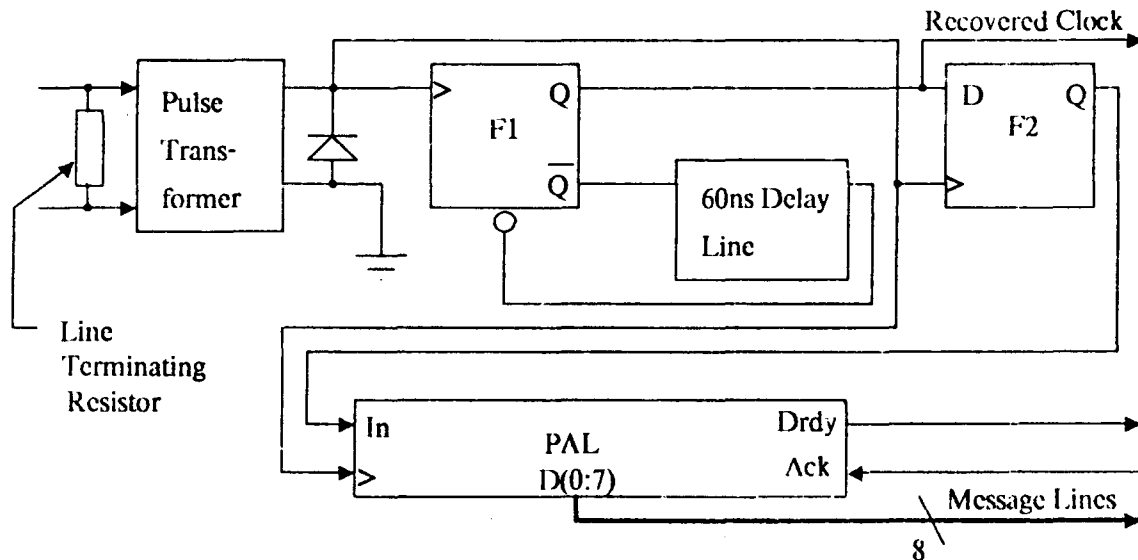 Recovered Clock
Pulse
Trans-
former
Q
F1
Q
D
Q
F2
60ns Delay
Line
Line
Terminating
Resistor
In
PAL
D(0:7)
Drdy
Ack
Message Lines
8